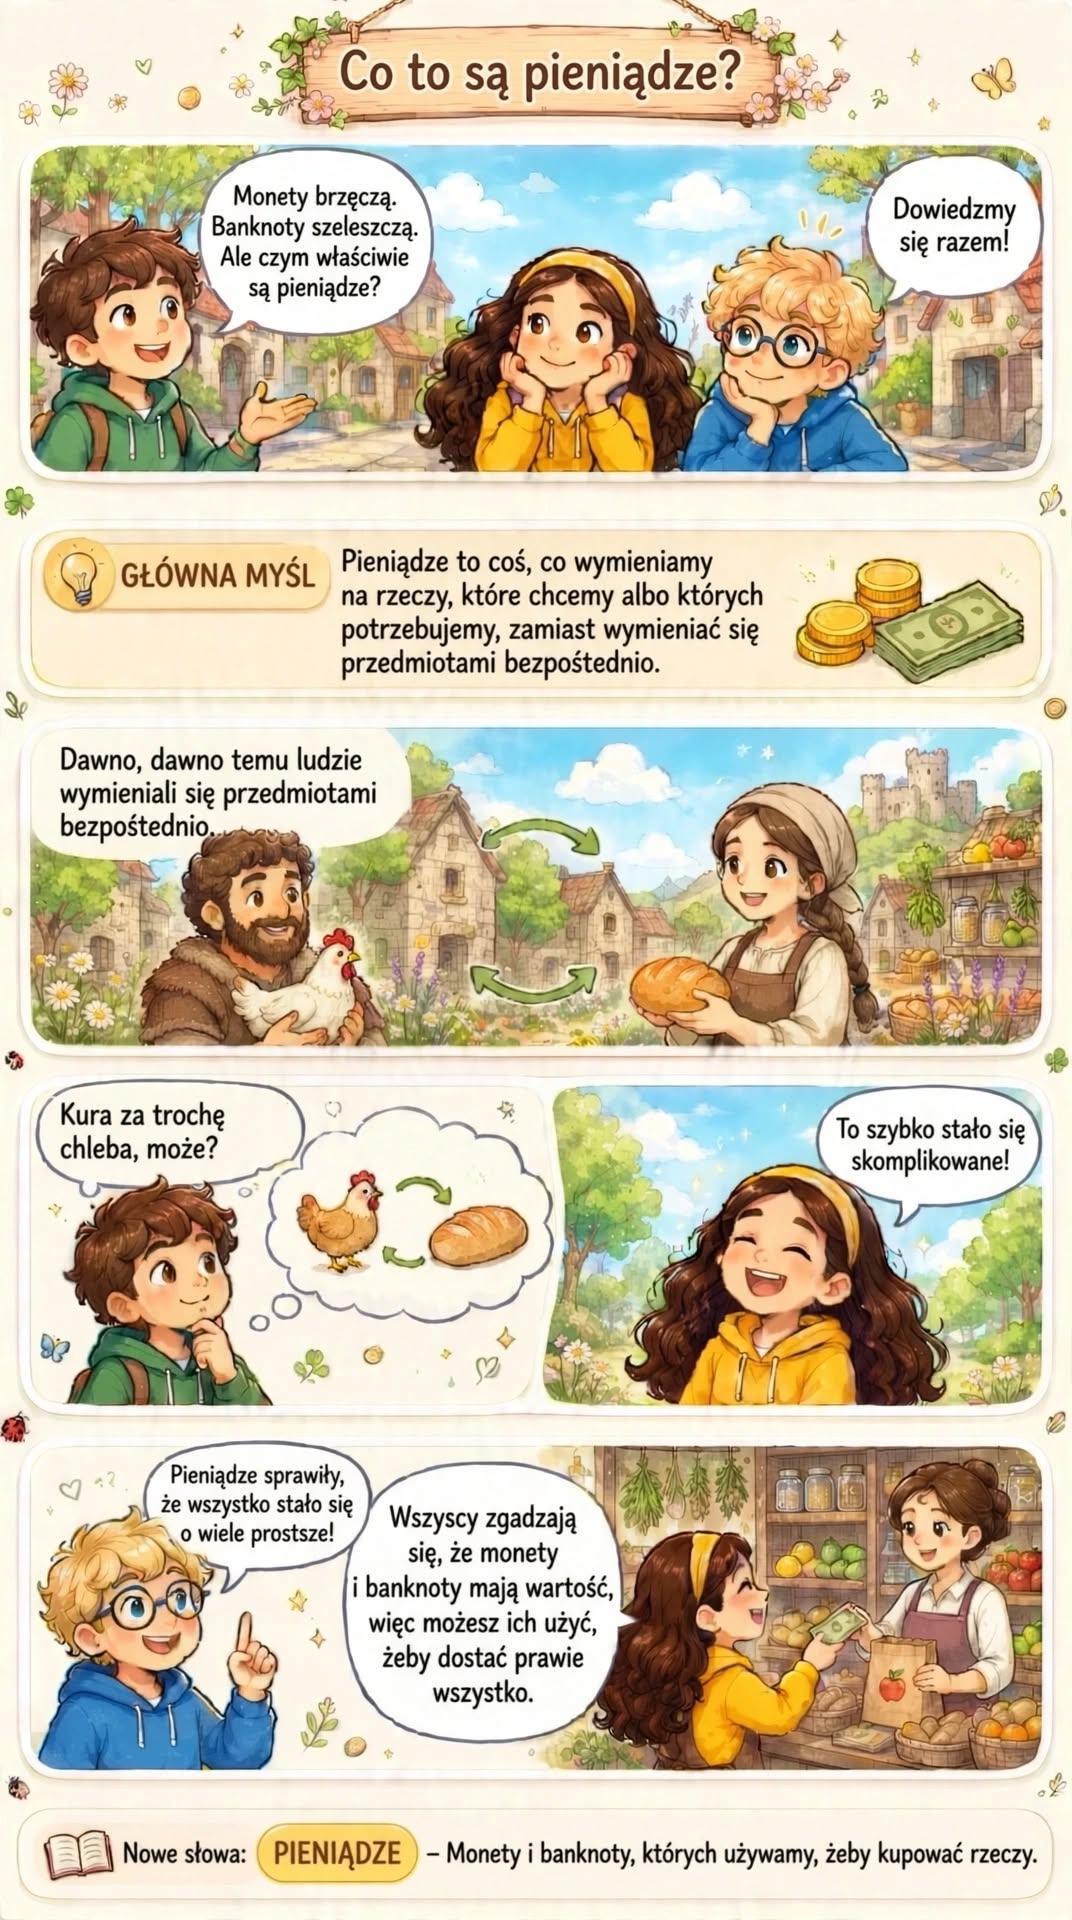 Co to są pieniądze?
Monety brzęczą.
Banknoty szeleszczą.
Ale czym właściwie
są pieniądze?
Dowiedzmy
się razem!
GŁÓWNA MYŚL
Pieniądze to coś, co wymieniamy
na rzeczy, które chcemy albo których
potrzebujemy, zamiast wymieniać się
przedmiotami bezpośtednio.
Dawno, dawno temu ludzie
wymieniali się przedmiotami
bezpośtednio.
Kura za trochę
chleba, może?
To szybko stało się
skomplikowane!
Pieniądze sprawiły,
że wszystko stało się
o wiele prostsze!
Wszyscy zgadzają
się, że monety
i banknoty mają wartość,
więc możesz ich użyć,
żeby dostać prawie
wszystko.
Nowe słowa: PIENIĄDZE – Monety i banknoty, których używamy, żeby kupować rzeczy.